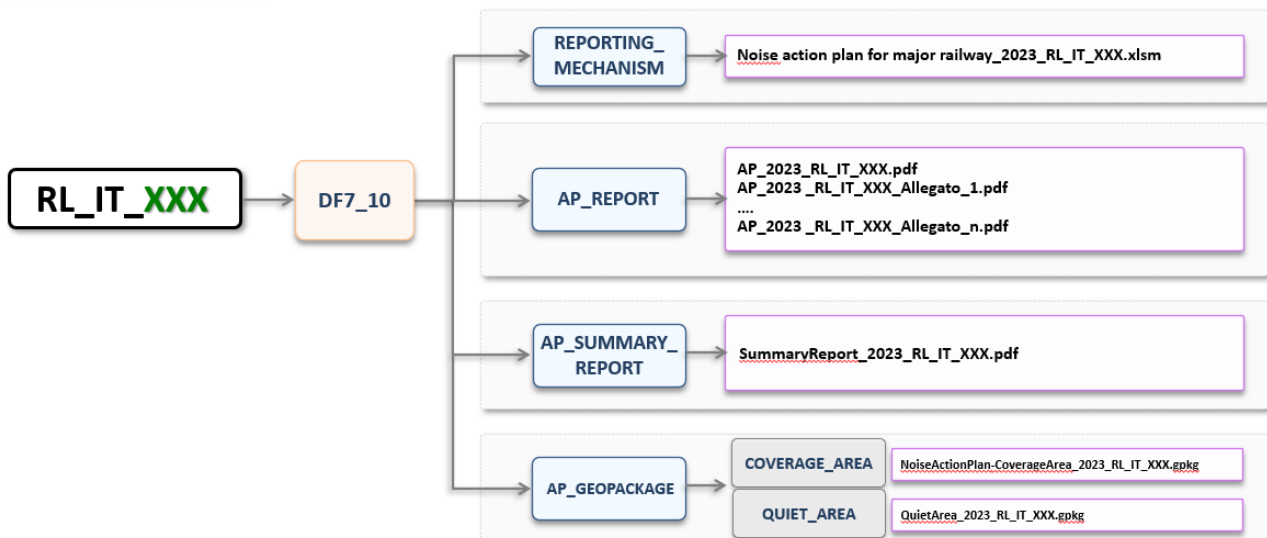 RL_IT_XXX
DF7_10
REPORTING_
MECHANISM
Noise action plan for major railway_2023_RL_IT_XXX.xlsm
AP_REPORT
AP_2023_RL_IT_XXX.pdf
AP_2023 _RL_IT_XXX_Allegato_1.pdf
....
AP_2023 _RL_IT_XXX_Allegato_n.pdf
AP_SUMMARY_
REPORT
SummaryReport_2023_RL_IT_XXX.pdf
AP_GEOPACKAGE
COVERAGE_AREA
NoiseActionPlan-CoverageArea_2023_RL_IT_XXX.gpkg
QUIET_AREA
QuietArea_2023_RL_IT_XXX.gpkg